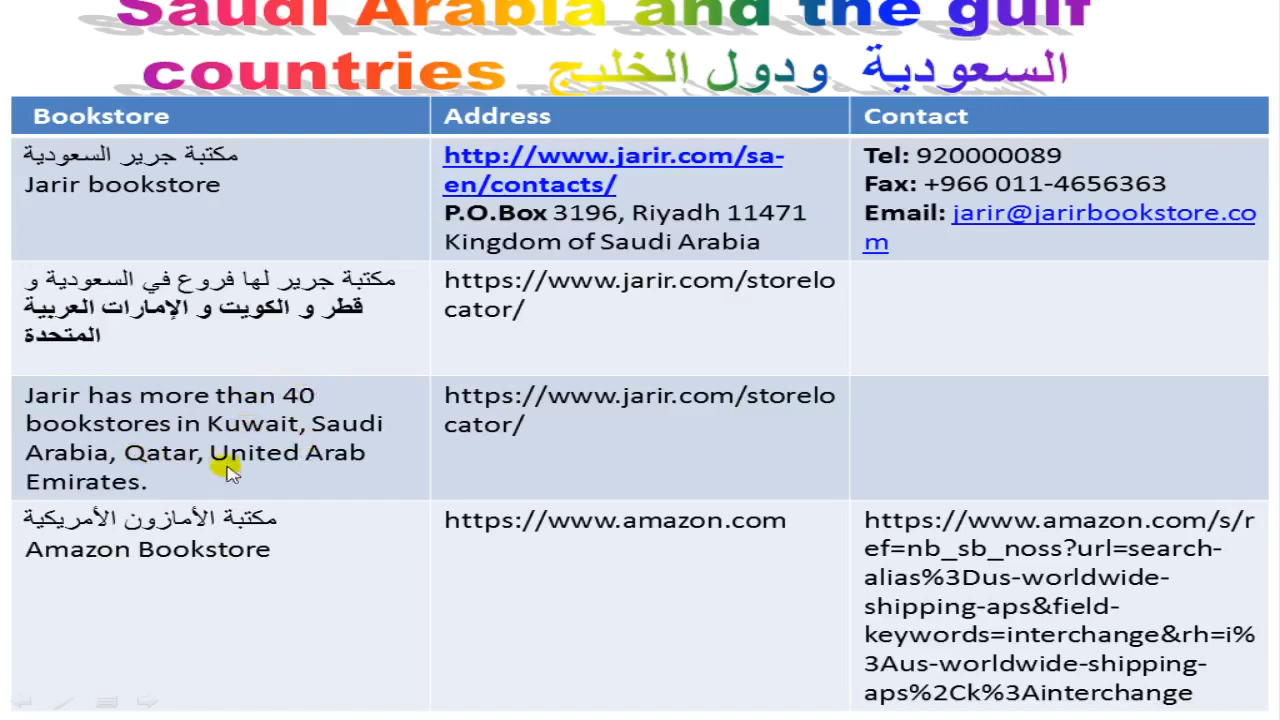 Saudi Arabia and the gulf
countries السعودية ودول الخليج
Bookstore
Address
Contact
مكتبة جرير السعودية
Jarir bookstore
http://www.jarir.com/sa-
en/contacts/
P.O.Box 3196, Riyadh 11471
Kingdom of Saudi Arabia
Tel: 920000089
Fax: +966 011-4656363
Email: jarir@jarirbookstore.co
m
مكتبة جرير لها فروع في السعودية و
قطر و الكويت و الإمارات العربية
المتحدة
https://www.jarir.com/storelo
cator/
Jarir has more than 40
bookstores in Kuwait, Saudi
Arabia, Qatar, United Arab
Emirates.
https://www.jarir.com/storelo
cator/
مكتبة الأمازون الأمريكية
Amazon Bookstore
https://www.amazon.com
https://www.amazon.com/s/r
ef=nb_sb_noss?url=search-
alias%3Dus-worldwide-
shipping-aps&field-
keywords=interchange&rh=i%
3Aus-worldwide-shipping-
aps%2Ck%3Ainterchange